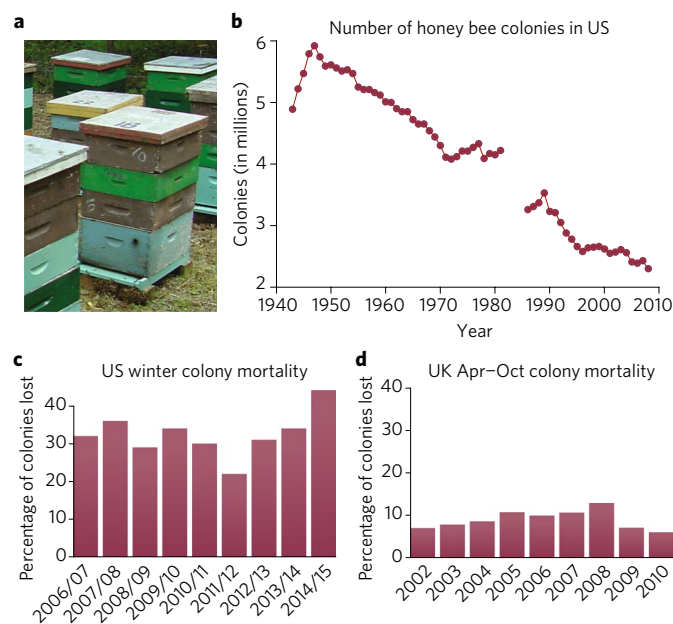 a
b
Number of honey bee colonies in US
Colonies (in millions)
6
5
4
3
2
1940 1950 1960 1970 1980 1990 2000 2010
Year
c
US winter colony mortality
Percentage of colonies lost
40
30
20
10
0
2006/07 2007/08 2008/09 2009/10 2010/11 2011/12 2012/13 2013/14 2014/15
d
UK Apr–Oct colony mortality
Percentage of colonies lost
40
30
20
10
0
2002 2003 2004 2005 2006 2007 2008 2009 2010